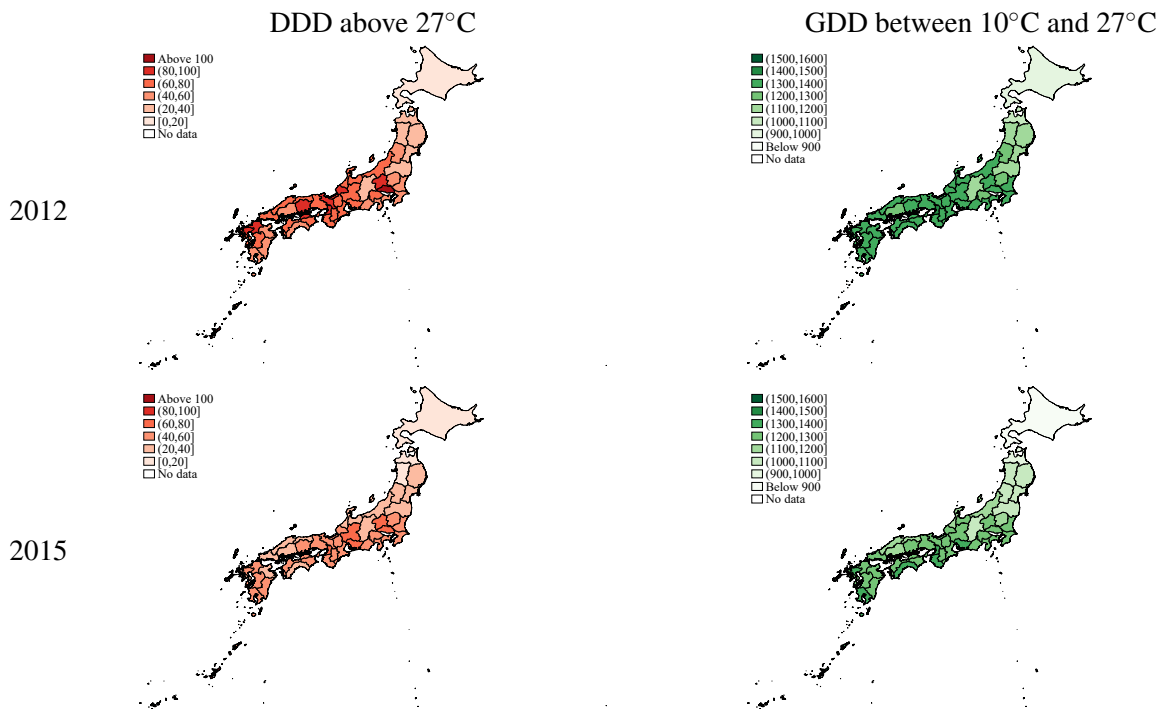 DDD above 27°C
GDD between 10°C and 27°C
2012
Above 100
(80,100]
(60,80]
(40,60]
(20,40]
[0,20]
No data
(1500,1600]
(1400,1500]
(1300,1400]
(1200,1300]
(1100,1200]
(1000,1100]
(900,1000]
Below 900
No data
2015
Above 100
(80,100]
(60,80]
(40,60]
(20,40]
[0,20]
No data
(1500,1600]
(1400,1500]
(1300,1400]
(1200,1300]
(1100,1200]
(1000,1100]
(900,1000]
Below 900
No data